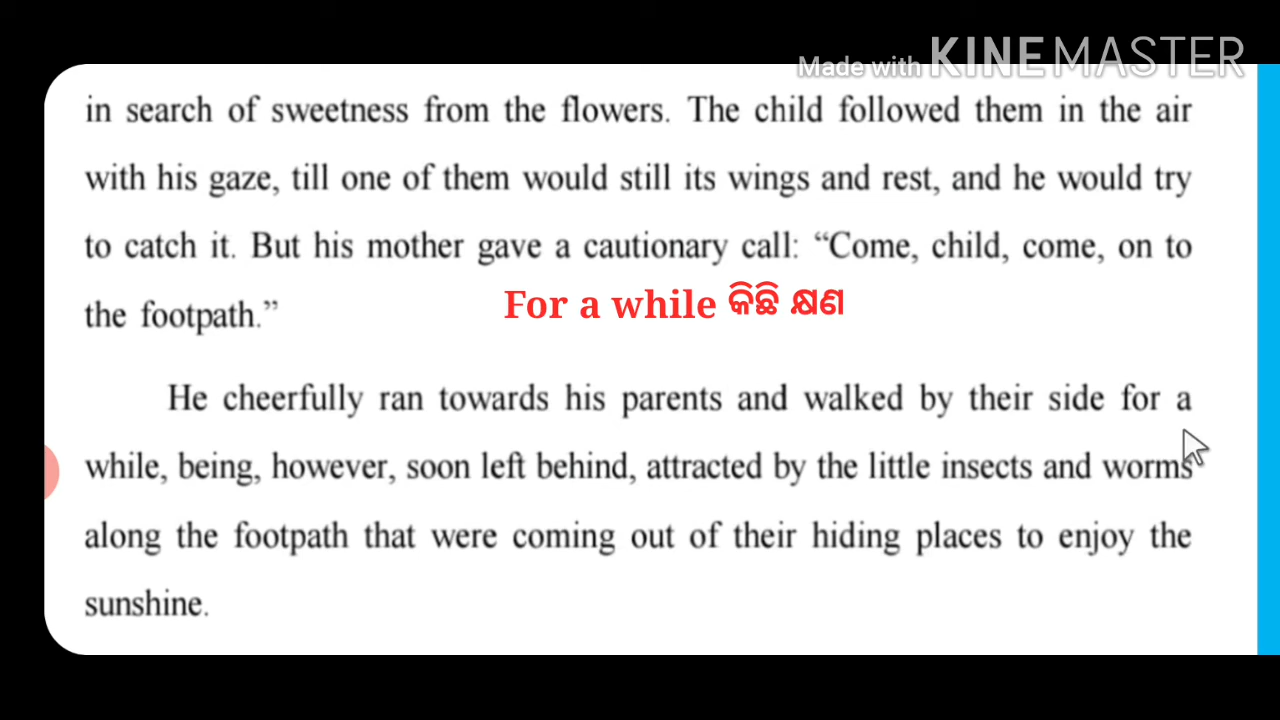 Made with KINEMASTER
in search of sweetness from the flowers. The child followed them in the air
with his gaze, till one of them would still its wings and rest, and he would try
to catch it. But his mother gave a cautionary call: “Come, child, come, on to
the footpath.”
For a while କିଛି କ୍ଷଣ
He cheerfully ran towards his parents and walked by their side for a
while, being, however, soon left behind, attracted by the little insects and worms
along the footpath that were coming out of their hiding places to enjoy the
sunshine.